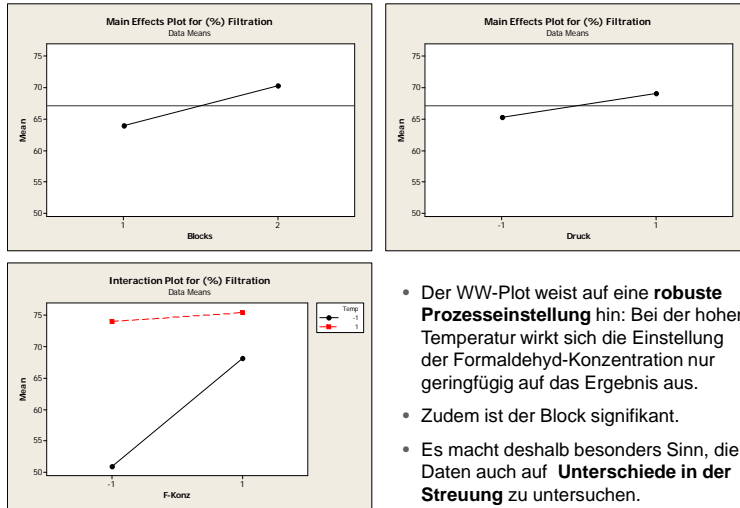 Main Effects Plot for (%) Filtration
Data Means
75
70
65
60
55
50
Mean
1
2
Blocks
Main Effects Plot for (%) Filtration
Data Means
75
70
65
60
55
50
Mean
-1
1
Druck
Interaction Plot for (%) Filtration
Data Means
75
70
65
60
55
50
Mean
-1
1
F-Konz
Temp
-1
1
• Der WW-Plot weist auf eine robuste
Prozesseinstellung hin: Bei der hohen
Temperatur wirkt sich die Einstellung
der Formaldehyd-Konzentration nur
geringfügig auf das Ergebnis aus.
• Zudem ist der Block signifikant.
• Es macht deshalb besonders Sinn, die
Daten auch auf Unterschiede in der
Streuung zu untersuchen.